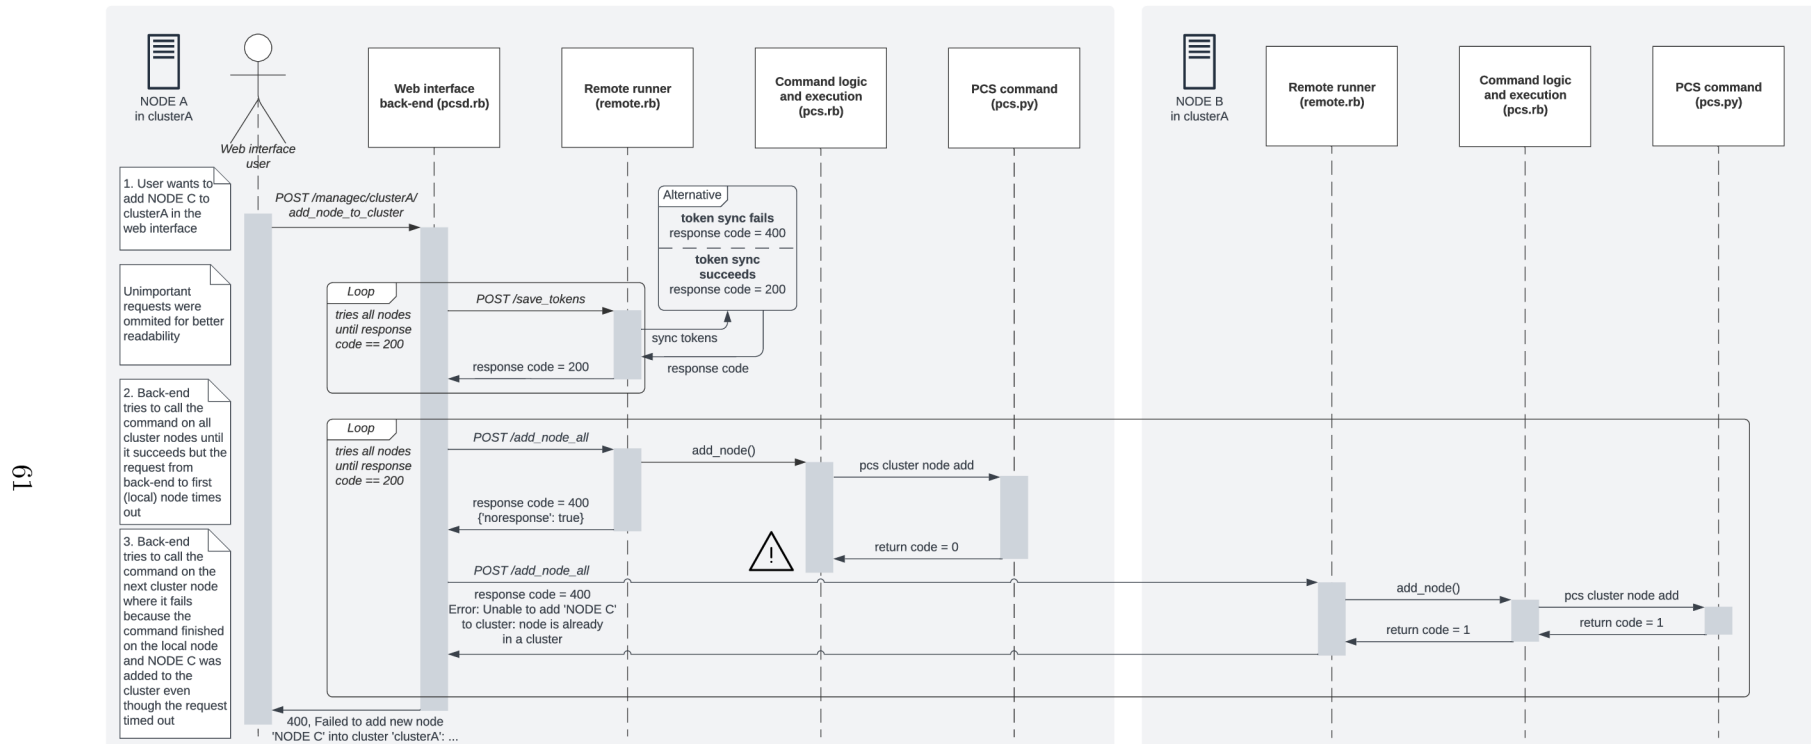 NODE A
in clusterA
Web interface
user
Web interface
back-end (pcsd.rb)
Remote runner
(remote.rb)
Command logic
and execution
(pcs.rb)
PCS command
(pcs.py)
NODE B
in clusterA
Remote runner
(remote.rb)
Command logic
and execution
(pcs.rb)
PCS command
(pcs.py)
1. User wants to
add NODE C to
clusterA in the
web interface
POST /managec/clusterA/
add_node_to_cluster
Alternative
token sync fails
response code = 400
token sync
succeeds
response code = 200
Unimportant
requests were
ommited for better
readability
Loop
tries all nodes
until response
code == 200
POST /save_tokens
sync tokens
response code
response code = 200
2. Back-end
tries to call the
command on all
cluster nodes until
it succeeds but the
request from
back-end to first
(local) node times
out
Loop
tries all nodes
until response
code == 200
POST /add_node_all
add_node()
pcs cluster node add
response code = 400
{'noresponse': true}
return code = 0
!
3. Back-end
tries to call the
command on the
next cluster node
where it fails
because the
command finished
on the local node
and NODE C was
added to the
cluster even
though the request
timed out
POST /add_node_all
response code = 400
Error: Unable to add 'NODE C'
to cluster: node is already
in a cluster
add_node()
pcs cluster node add
return code = 1
return code = 1
400, Failed to add new node
'NODE C' into cluster 'clusterA': ...
61